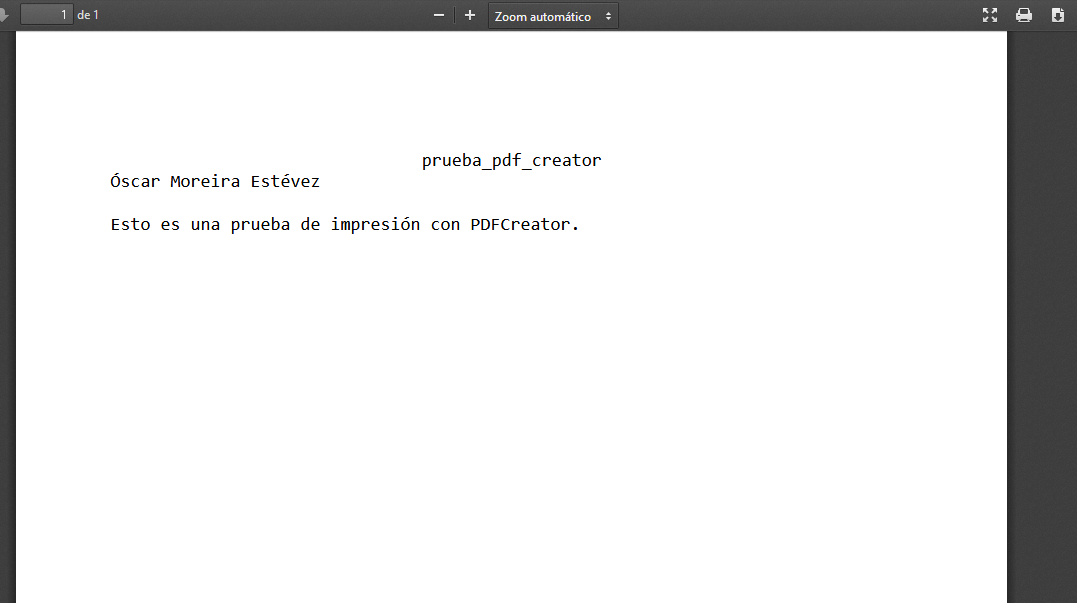 1 de 1
Zoom automático
prueba_pdf_creator
Óscar Moreira Estévez
Esto es una prueba de impresión con PDFCreator.